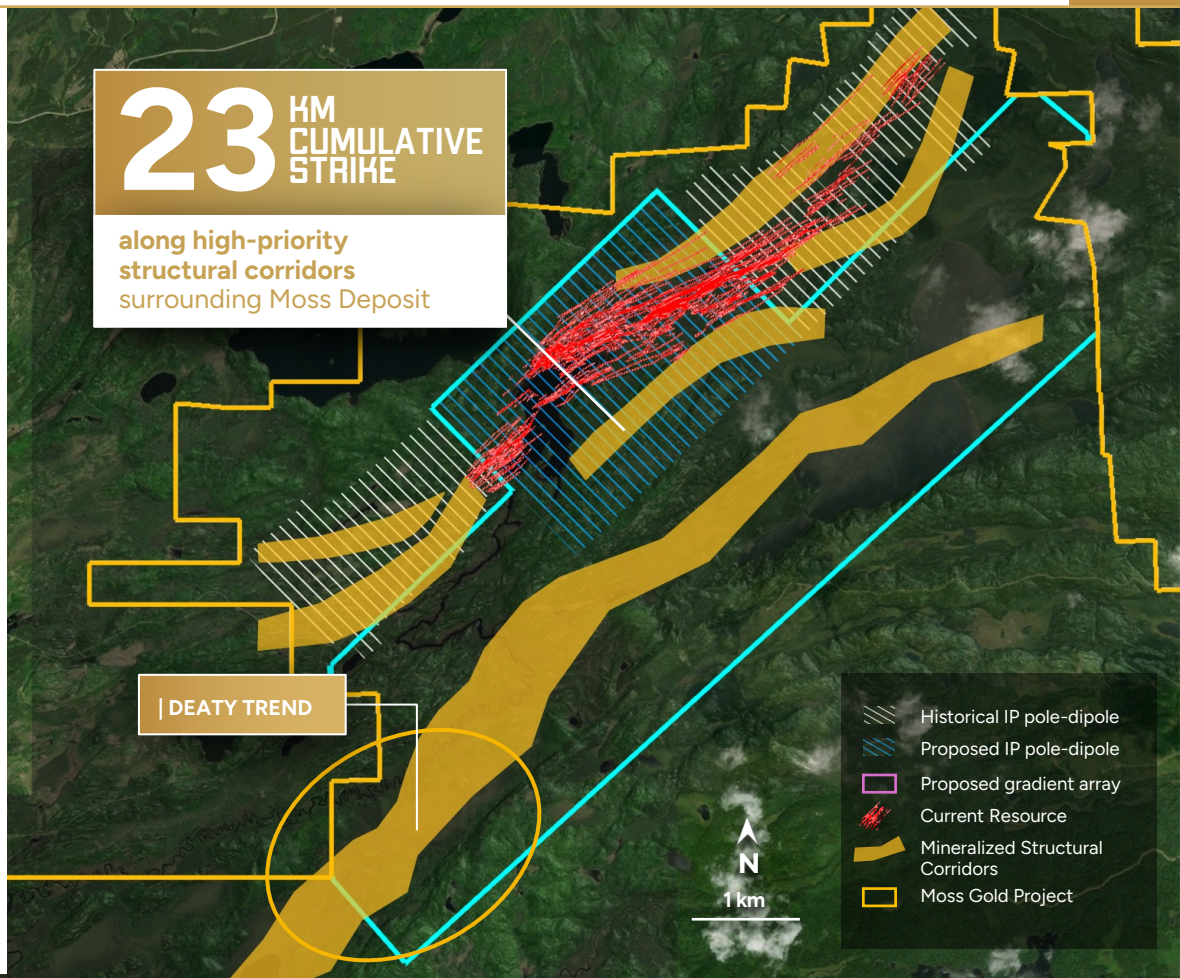 23
KM
CUMULATIVE
STRIKE
along high-priority
structural corridors
surrounding Moss Deposit
| DEATY TREND
N
1 km
Historical IP pole-dipole
Proposed IP pole-dipole
Proposed gradient array
Current Resource
Mineralized Structural
Corridors
Moss Gold Project